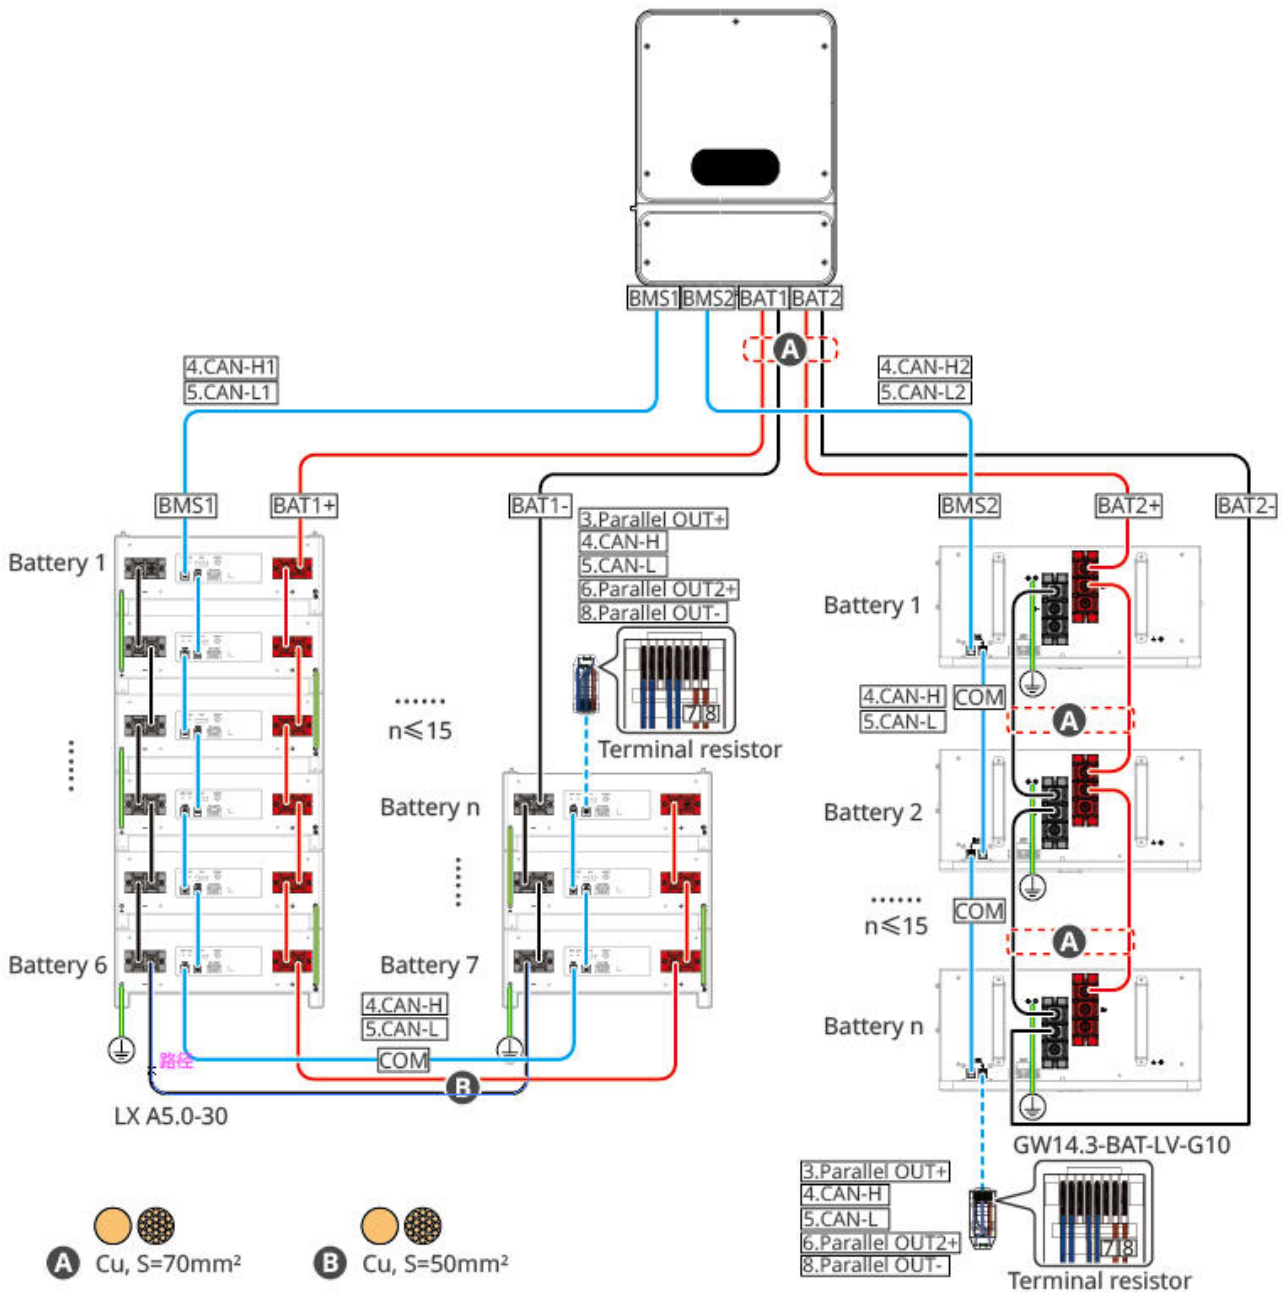 BMS1 BMS2 BAT1 BAT2
A
4.CAN-H1
5.CAN-L1
4.CAN-H2
5.CAN-L2
BMS1 BAT1+ BAT1- BMS2 BAT2+ BAT2-
3.Parallel OUT+
4.CAN-H
5.CAN-L
6.Parallel OUT2+
8.Parallel OUT-
7 8
Terminal resistor
Battery 1
......
n≤15
Battery 6
Battery n
Battery 7
4.CAN-H
5.CAN-L
COM
路径
B
LX A5.0-30
Battery 1
4.CAN-H COM
5.CAN-L
A
Battery 2
......
n≤15
COM
A
Battery n
GW14.3-BAT-LV-G10
3.Parallel OUT+
4.CAN-H
5.CAN-L
6.Parallel OUT2+
8.Parallel OUT-
7 8
Terminal resistor
A Cu, S=70mm²
B Cu, S=50mm²